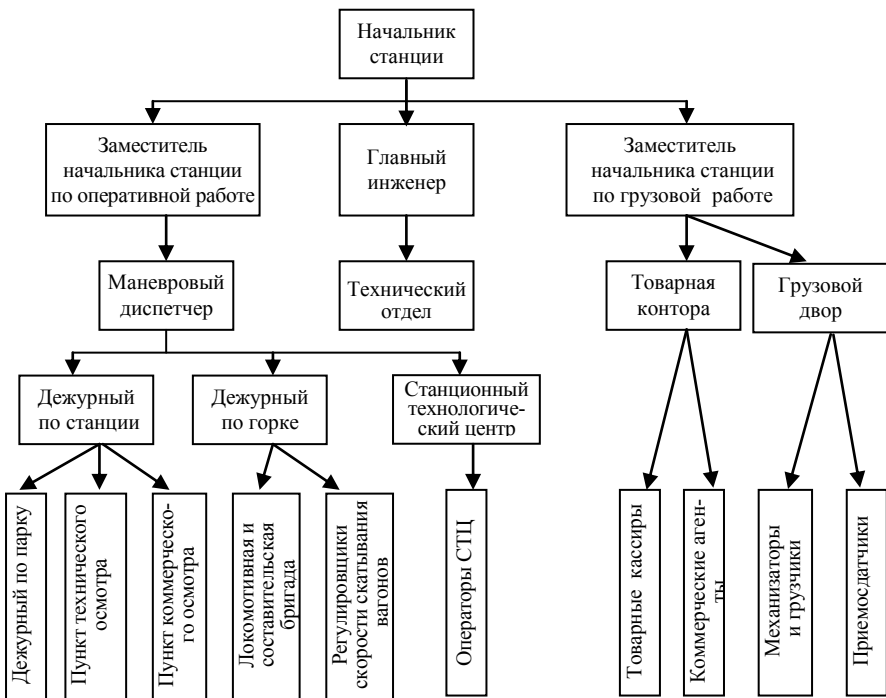 Начальник
станции
Заместитель
начальника станции
по оперативной работе
Главный
инженер
Заместитель
начальника станции
по грузовой работе
Маневровый
диспетчер
Технический
отдел
Товарная
контора
Грузовой
двор
Дежурный
по станции
Дежурный
по горке
Станционный
технологиче-
ский центр
Дежурный по парку
Пункт технического
осмотра
Пункт коммерческо-
го осмотра
Локомотивная и
составительская
бригада
Регулировщики
скорости скатывания
вагонов
Операторы СТЦ
Товарные кассиры
Коммерческие аген-
ты
Механизаторы
и грузчики
Приемосдатчики